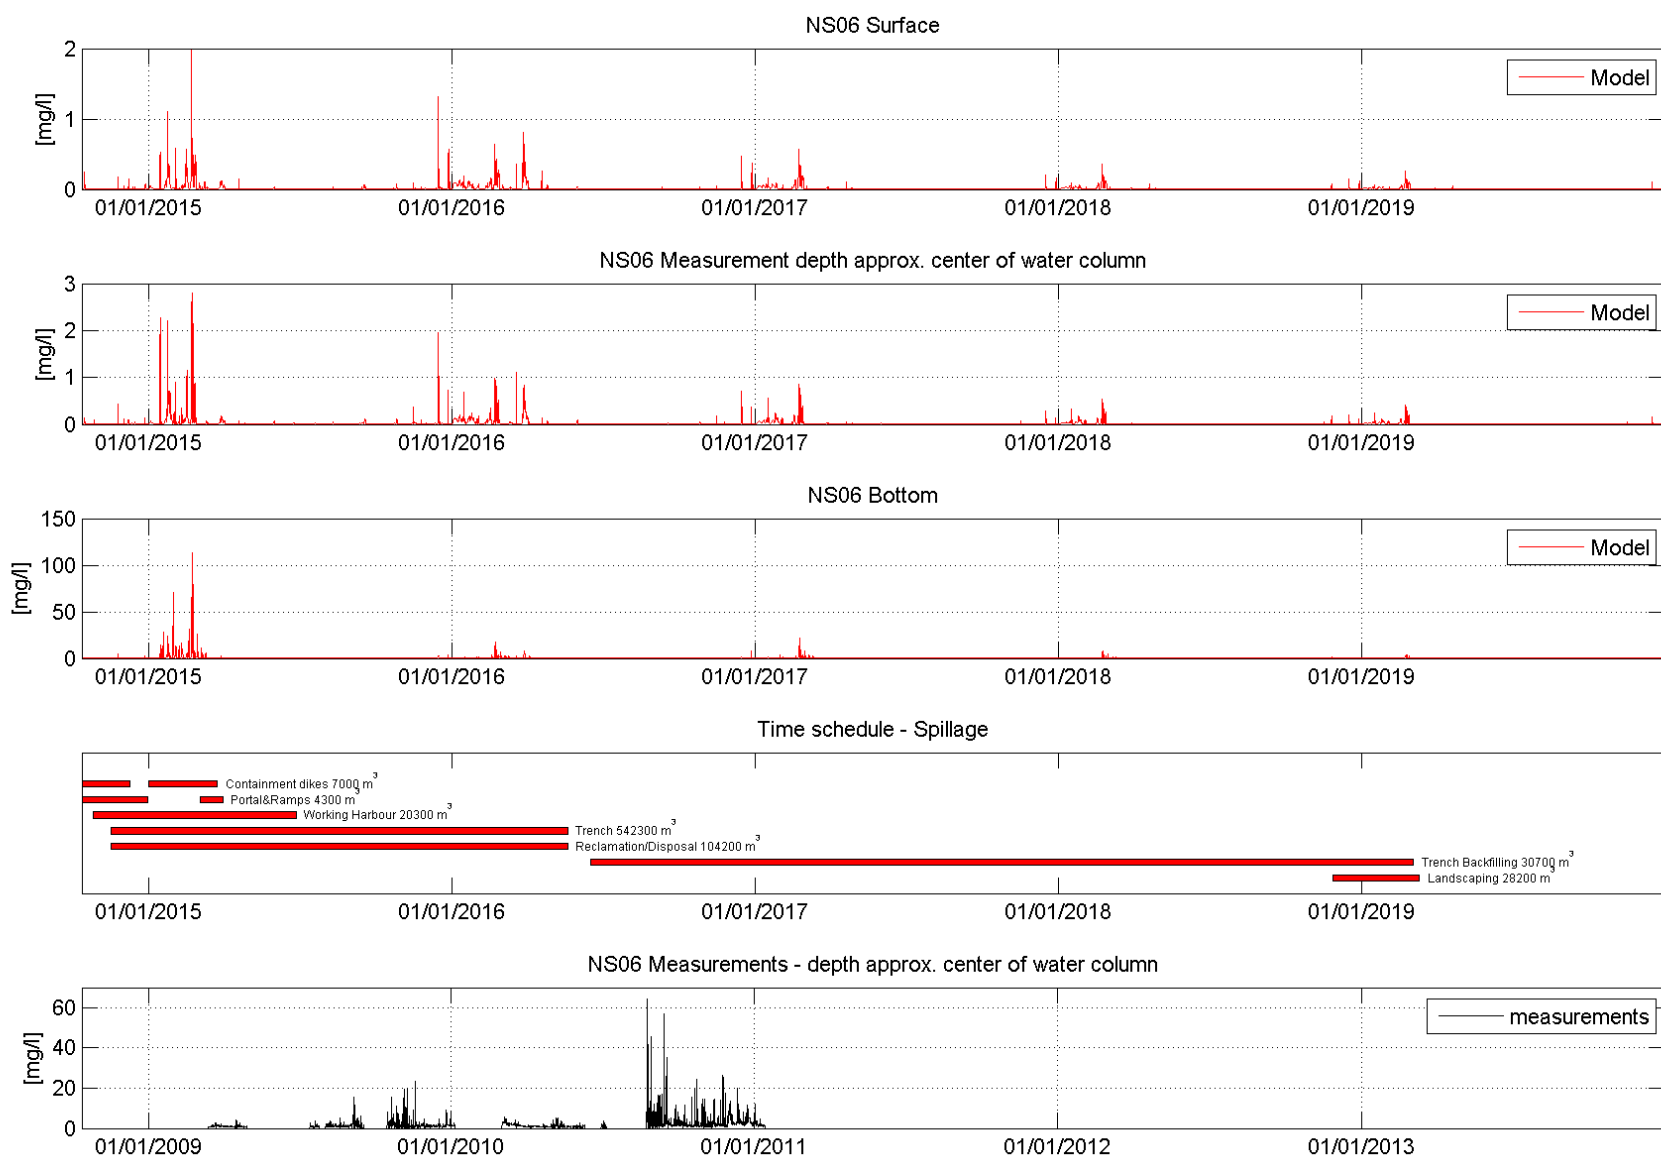 NS06 Surface
2
1
0
[mg/l]
Model
01/01/2015 01/01/2016 01/01/2017 01/01/2018 01/01/2019
NS06 Measurement depth approx. center of water column
3
2
1
0
[mg/l]
Model
01/01/2015 01/01/2016 01/01/2017 01/01/2018 01/01/2019
NS06 Bottom
150
100
50
0
[mg/l]
Model
01/01/2015 01/01/2016 01/01/2017 01/01/2018 01/01/2019
Time schedule - Spillage
Containment dikes 7000 m³
Portal&Ramps 4300 m³
Working Harbour 20300 m³
Trench 542300 m³
Reclamation/Disposal 104200 m³
Trench Backfilling 30700 m³
Landscaping 28200 m³
01/01/2015 01/01/2016 01/01/2017 01/01/2018 01/01/2019
NS06 Measurements - depth approx. center of water column
60
40
20
0
[mg/l]
measurements
01/01/2009 01/01/2010 01/01/2011 01/01/2012 01/01/2013